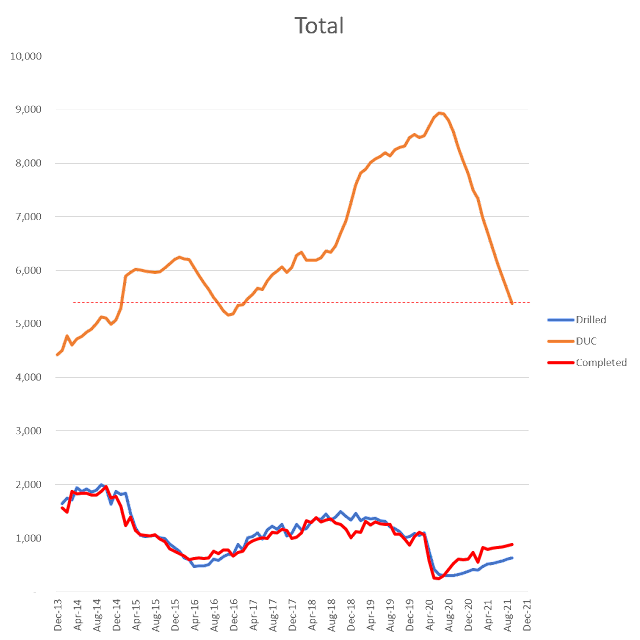 Total
10,000
9,000
8,000
7,000
6,000
5,000
4,000
3,000
2,000
1,000
-
Drilled
DUC
Completed
Dec-13
Apr-14
Aug-14
Dec-14
Apr-15
Aug-15
Dec-15
Apr-16
Aug-16
Dec-16
Apr-17
Aug-17
Dec-17
Apr-18
Aug-18
Dec-18
Apr-19
Aug-19
Dec-19
Apr-20
Aug-20
Dec-20
Apr-21
Aug-21
Dec-21